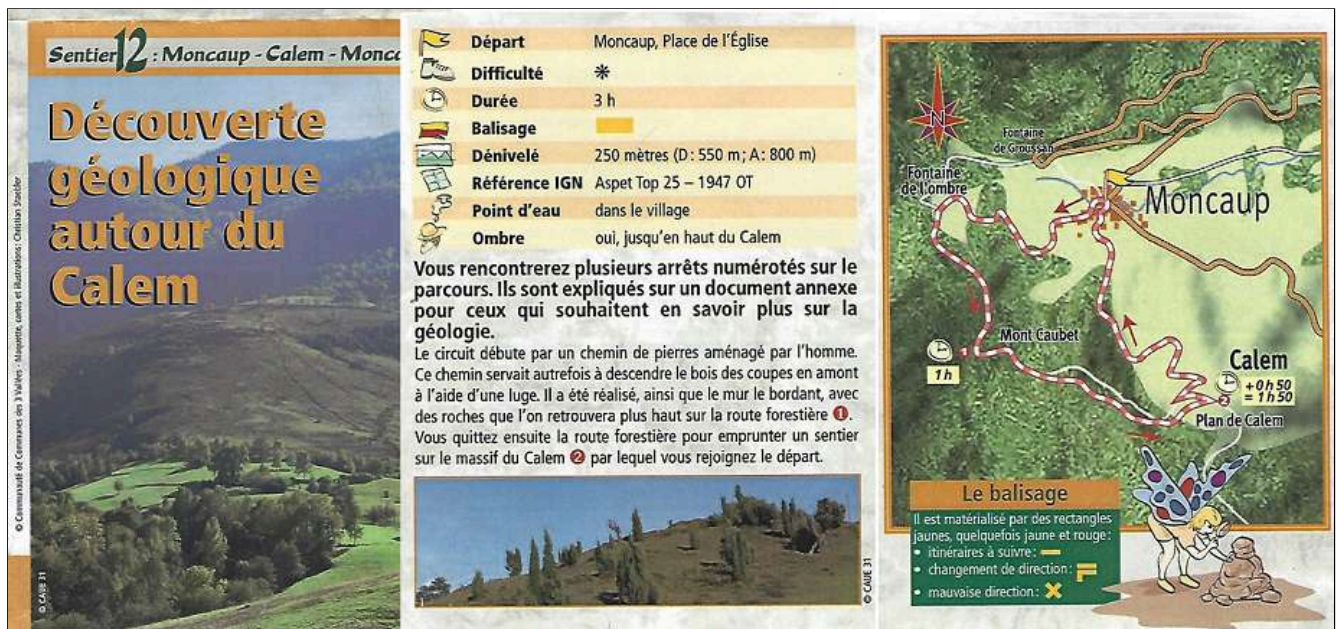 Sentier 12 : Moncaup - Calem - Monca
Découverte
géologique
autour du
Calem
© Communauté de Communes des 3 Vallées - Maquette, cartes et illustrations : Christian Staebler
© CAUE 31
Départ Moncaup, Place de l'Église
Difficulté *
Durée 3 h
Balisage
Dénivelé 250 mètres (D : 550 m ; A : 800 m)
Référence IGN Aspet Top 25 – 1947 OT
Point d'eau dans le village
Ombre oui, jusqu'en haut du Calem
Vous rencontrerez plusieurs arrêts numérotés sur le
parcours. Ils sont expliqués sur un document annexe
pour ceux qui souhaitent en savoir plus sur la
géologie.
Le circuit débute par un chemin de pierres aménagé par l'homme.
Ce chemin servait autrefois à descendre le bois des coupes en amont
à l'aide d'une luge. Il a été réalisé, ainsi que le mur le bordant, avec
des roches que l'on retrouvera plus haut sur la route forestière 1.
Vous quittez ensuite la route forestière pour emprunter un sentier
sur le massif du Calem 2 par lequel vous rejoignez le départ.
© CAUE 31
N
Fontaine
de Groussan
Fontaine
de l'ombre
Moncaup
Mont Caubet
1 h
Calem
+ 0 h 50
= 1 h 50
2
Plan de Calem
Le balisage
Il est matérialisé par des rectangles
jaunes, quelquefois jaune et rouge :
• itinéraires à suivre :
• changement de direction :
• mauvaise direction :